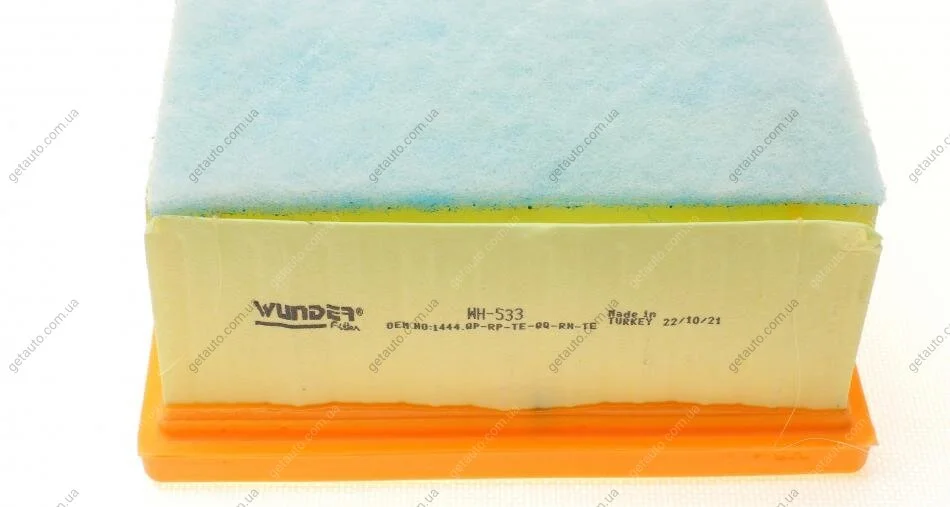 WUNDER®
Filter
WH-533
OEM NO:1444.QP-RP-TE-QQ-RN-TE
Made in
TURKEY 22/10/21
getauto.com.ua